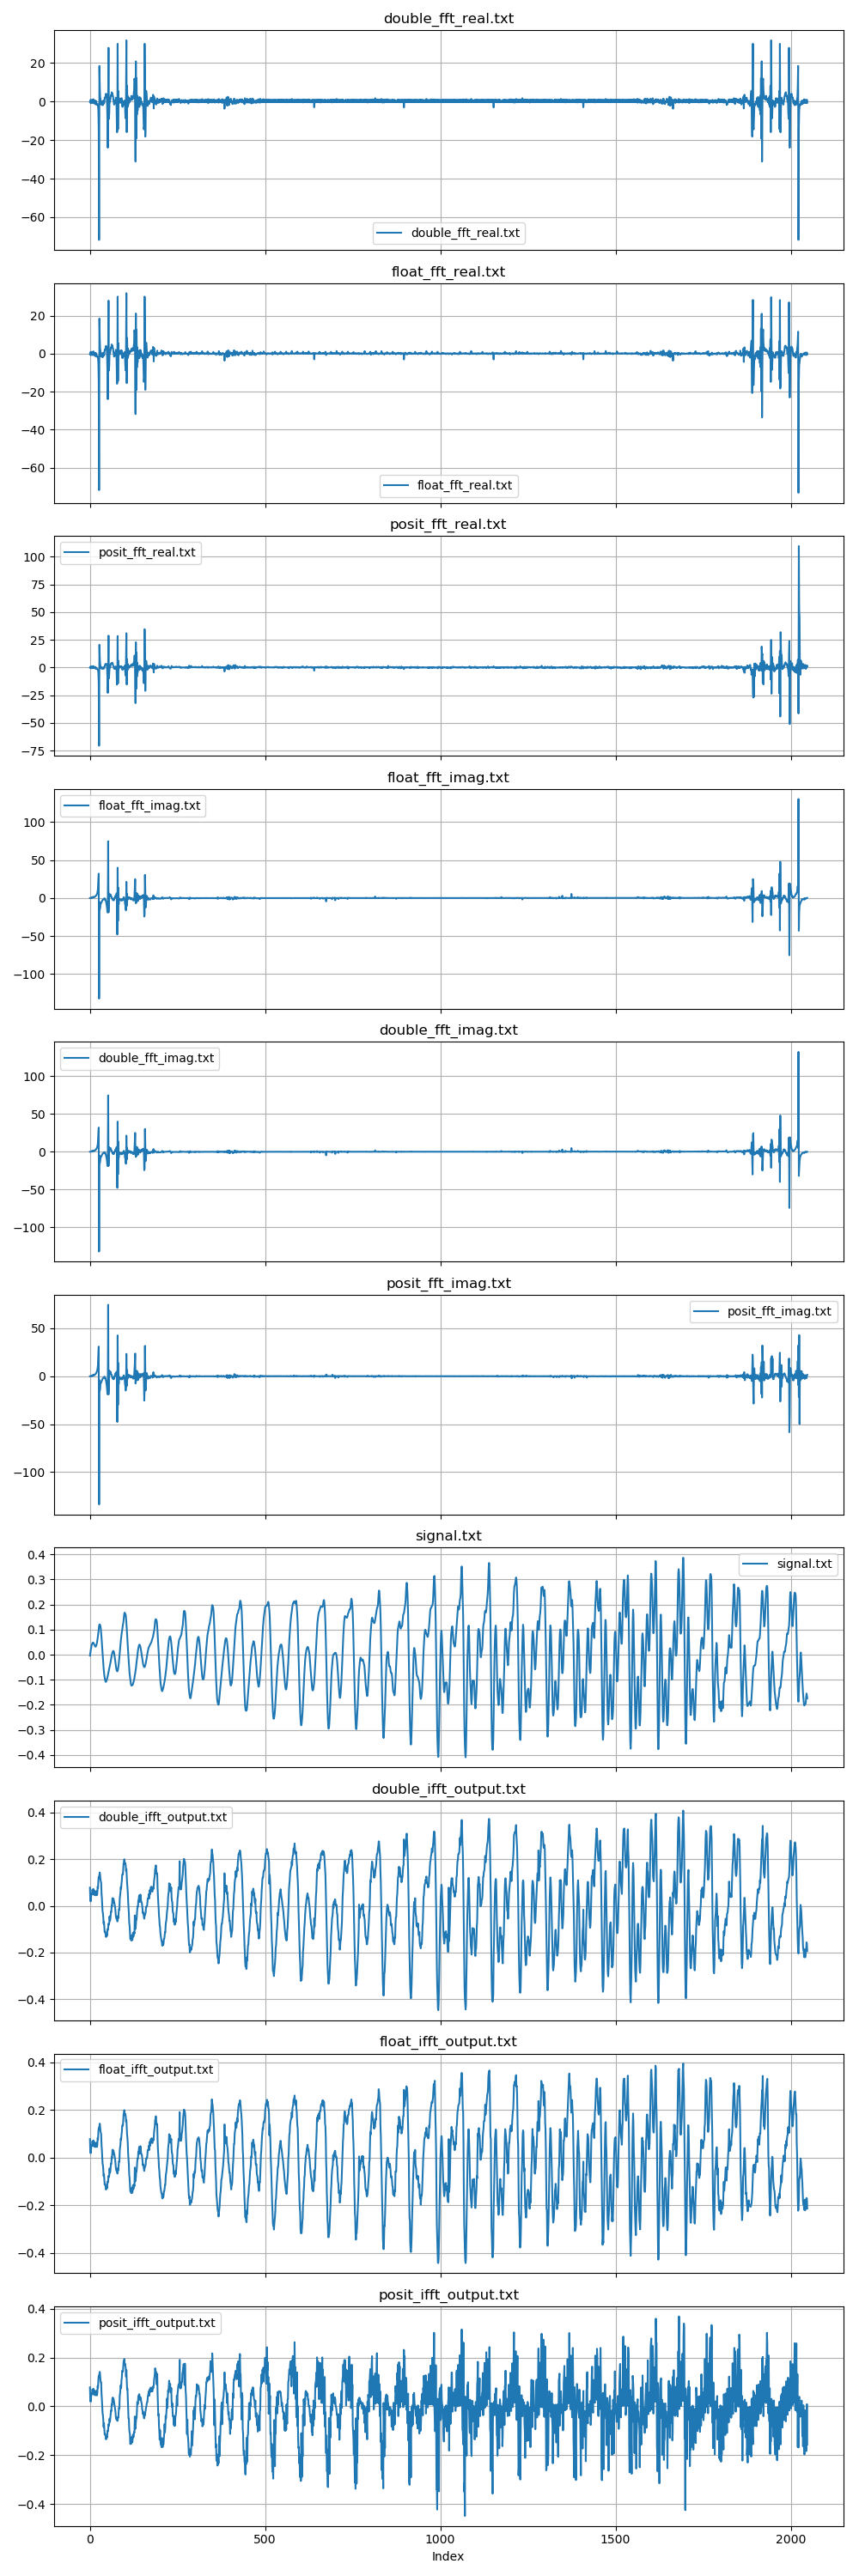 double_fft_real.txt
20
0
−20
−40
−60
double_fft_real.txt
float_fft_real.txt
20
0
−20
−40
−60
float_fft_real.txt
posit_fft_real.txt
posit_fft_real.txt
100
75
50
25
0
−25
−50
−75
float_fft_imag.txt
float_fft_imag.txt
100
50
0
−50
−100
double_fft_imag.txt
double_fft_imag.txt
100
50
0
−50
−100
posit_fft_imag.txt
posit_fft_imag.txt
50
0
−50
−100
signal.txt
signal.txt
0.4
0.3
0.2
0.1
0.0
−0.1
−0.2
−0.3
−0.4
double_ifft_output.txt
double_ifft_output.txt
0.4
0.2
0.0
−0.2
−0.4
float_ifft_output.txt
float_ifft_output.txt
0.4
0.2
0.0
−0.2
−0.4
posit_ifft_output.txt
posit_ifft_output.txt
0.4
0.2
0.0
−0.2
−0.4
0 500 1000 1500 2000
Index